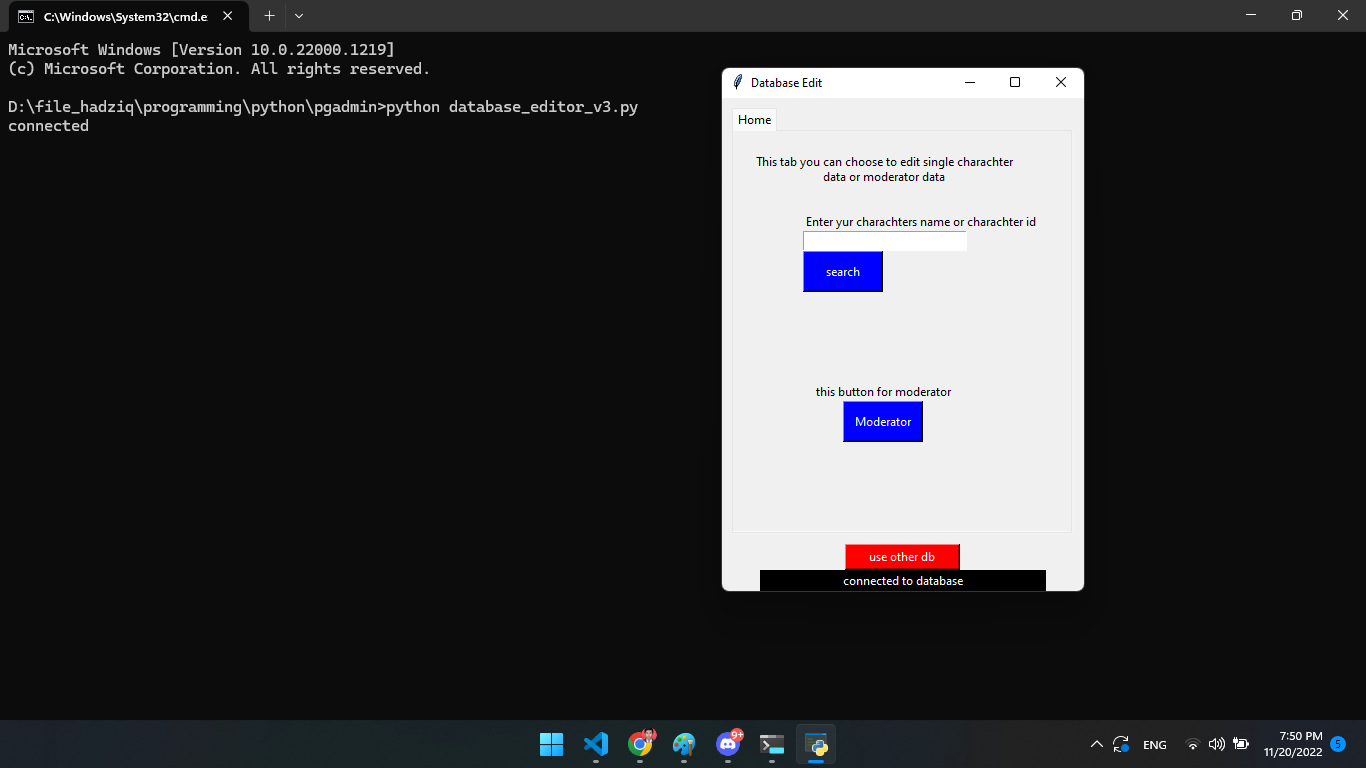 C:\Windows\System32\cmd.e
Microsoft Windows [Version 10.0.22000.1219]
(c) Microsoft Corporation. All rights reserved.
D:\file_hadziq\programming\python\pgadmin>python database_editor_v3.py
connected
Database Edit
Home
This tab you can choose to edit single charachter
data or moderator data
Enter yur charachters name or charachter id
search
this button for moderator
Moderator
use other db
connected to database
9+
ENG
7:50 PM
11/20/2022
5